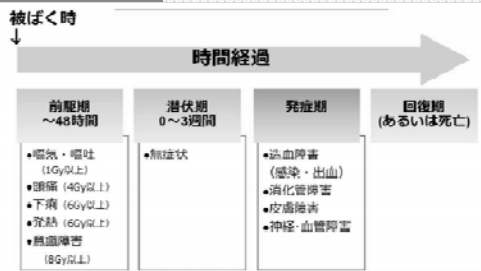 被ばく時
↓
時間経過
前駆期
～48時間
•嘔気・嘔吐
(1Gy以上)
•頭痛 (4Gy以上)
•下痢 (6Gy以上)
•発熱 (6Gy以上)
•意識障害
(8Gy以上)
潜伏期
0～3週間
•無症状
発症期
•造血障害
(感染・出血)
•消化管障害
•皮膚障害
•神経・血管障害
回復期
(あるいは死亡)